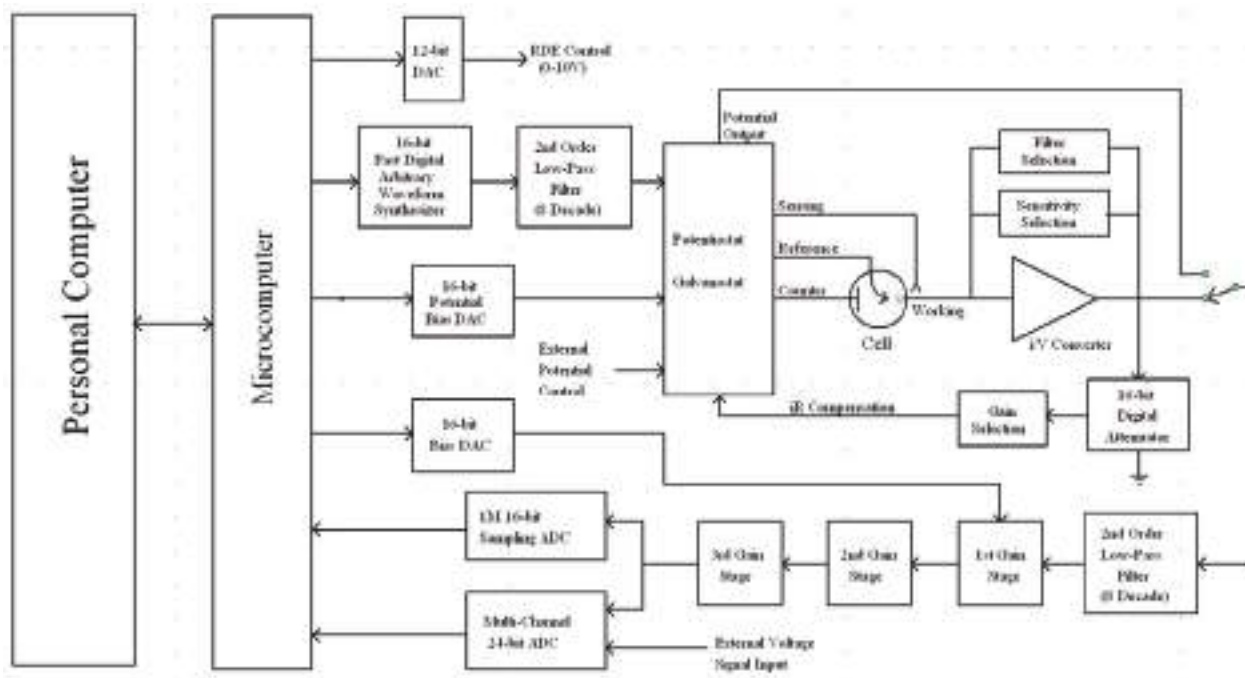 Personal Computer
Microcomputer
12-bit
DAC
RDE Control
(0-10V)
16-bit
Fast Digital
Arbitrary
Waveform
Synthesizer
2nd Order
Low-Pass
Filter
(8 Decade)
16-bit
Potential
Bias DAC
External
Potential
Control
16-bit
Bias DAC
1M 16-bit
Sampling ADC
Multi-Channel
24-bit ADC
External Voltage
Signal Input
Potentiostat
Galvanostat
Potential
Output
Sensing
Reference
Counter
Working
Cell
Filter
Selection
Sensitivity
Selection
i/V Converter
iR Compensation
Gain
Selection
16-bit
Digital
Attenuator
3rd Gain
Stage
2nd Gain
Stage
1st Gain
Stage
2nd Order
Low-Pass
Filter
(8 Decade)